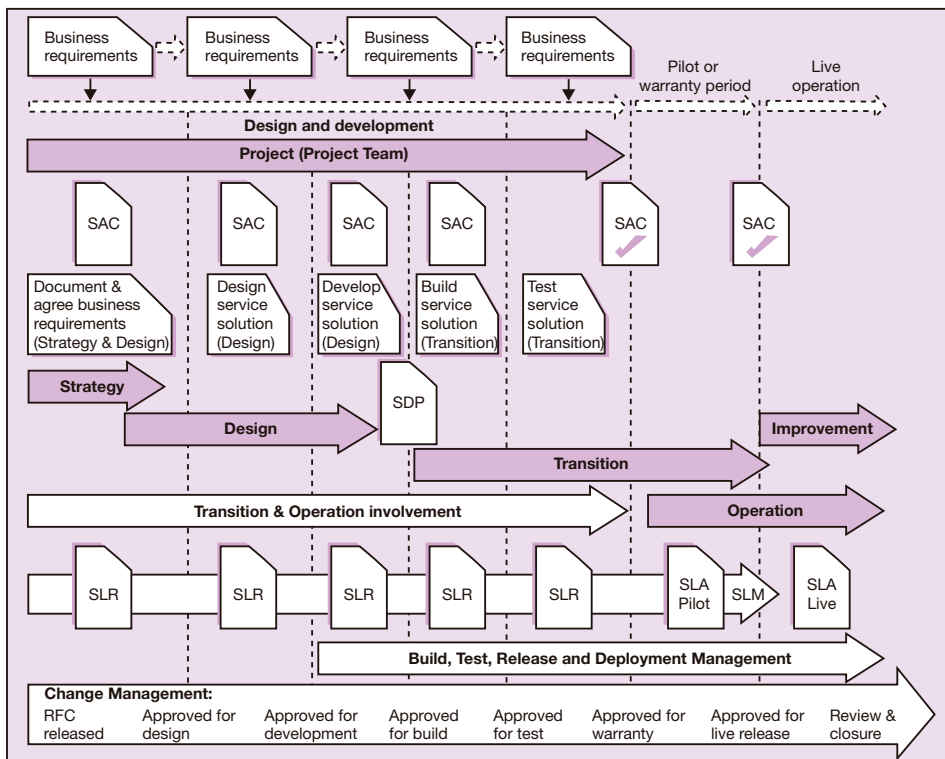 Business
requirements
Business
requirements
Business
requirements
Business
requirements
Pilot or
warranty period
Live
operation
Design and development
Project (Project Team)
SAC
SAC
SAC
SAC
SAC
SAC
Document &
agree business
requirements
(Strategy & Design)
Design
service
solution
(Design)
Develop
service
solution
(Design)
Build
service
solution
(Transition)
Test
service
solution
(Transition)
Strategy
SDP
Design
Improvement
Transition
Transition & Operation involvement
Operation
SLR
SLR
SLR
SLR
SLR
SLA
Pilot
SLM
SLA
Live
Build, Test, Release and Deployment Management
Change Management:
RFC
released
Approved for
design
Approved for
development
Approved
for build
Approved
for test
Approved for
warranty
Approved for
live release
Review &
closure